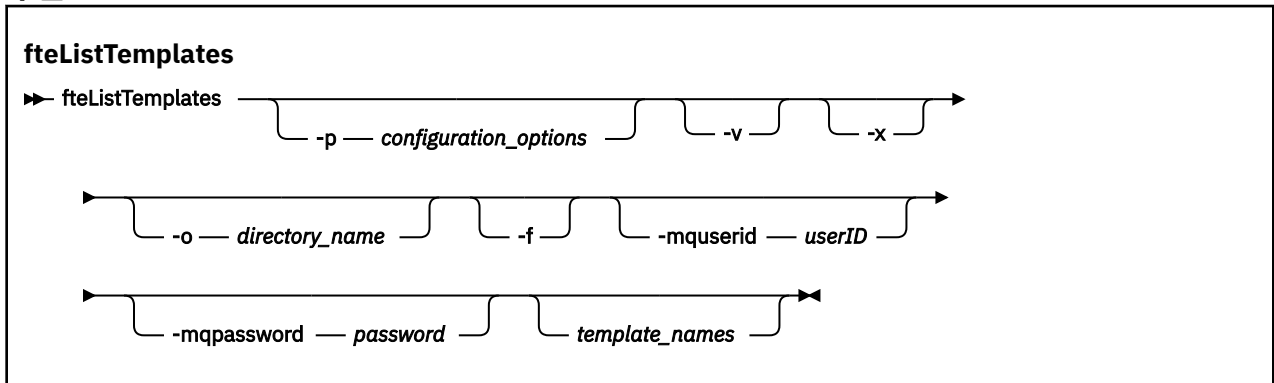 fteListTemplates
fteListTemplates
-p configuration_options -v -x
-o directory_name -f -mquserid userID
-mqpassword password template_names